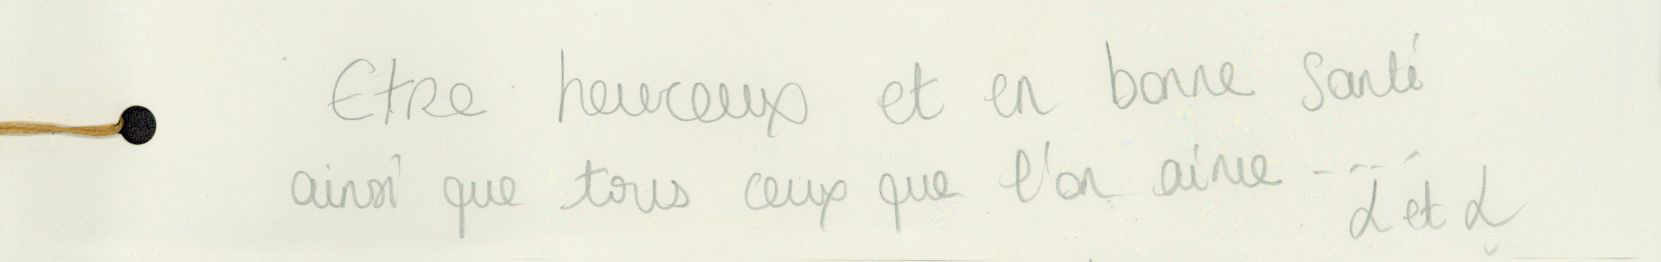 Etre heureux et en bonne santé
ainsi que tous ceux que l'on aime ---
L et L